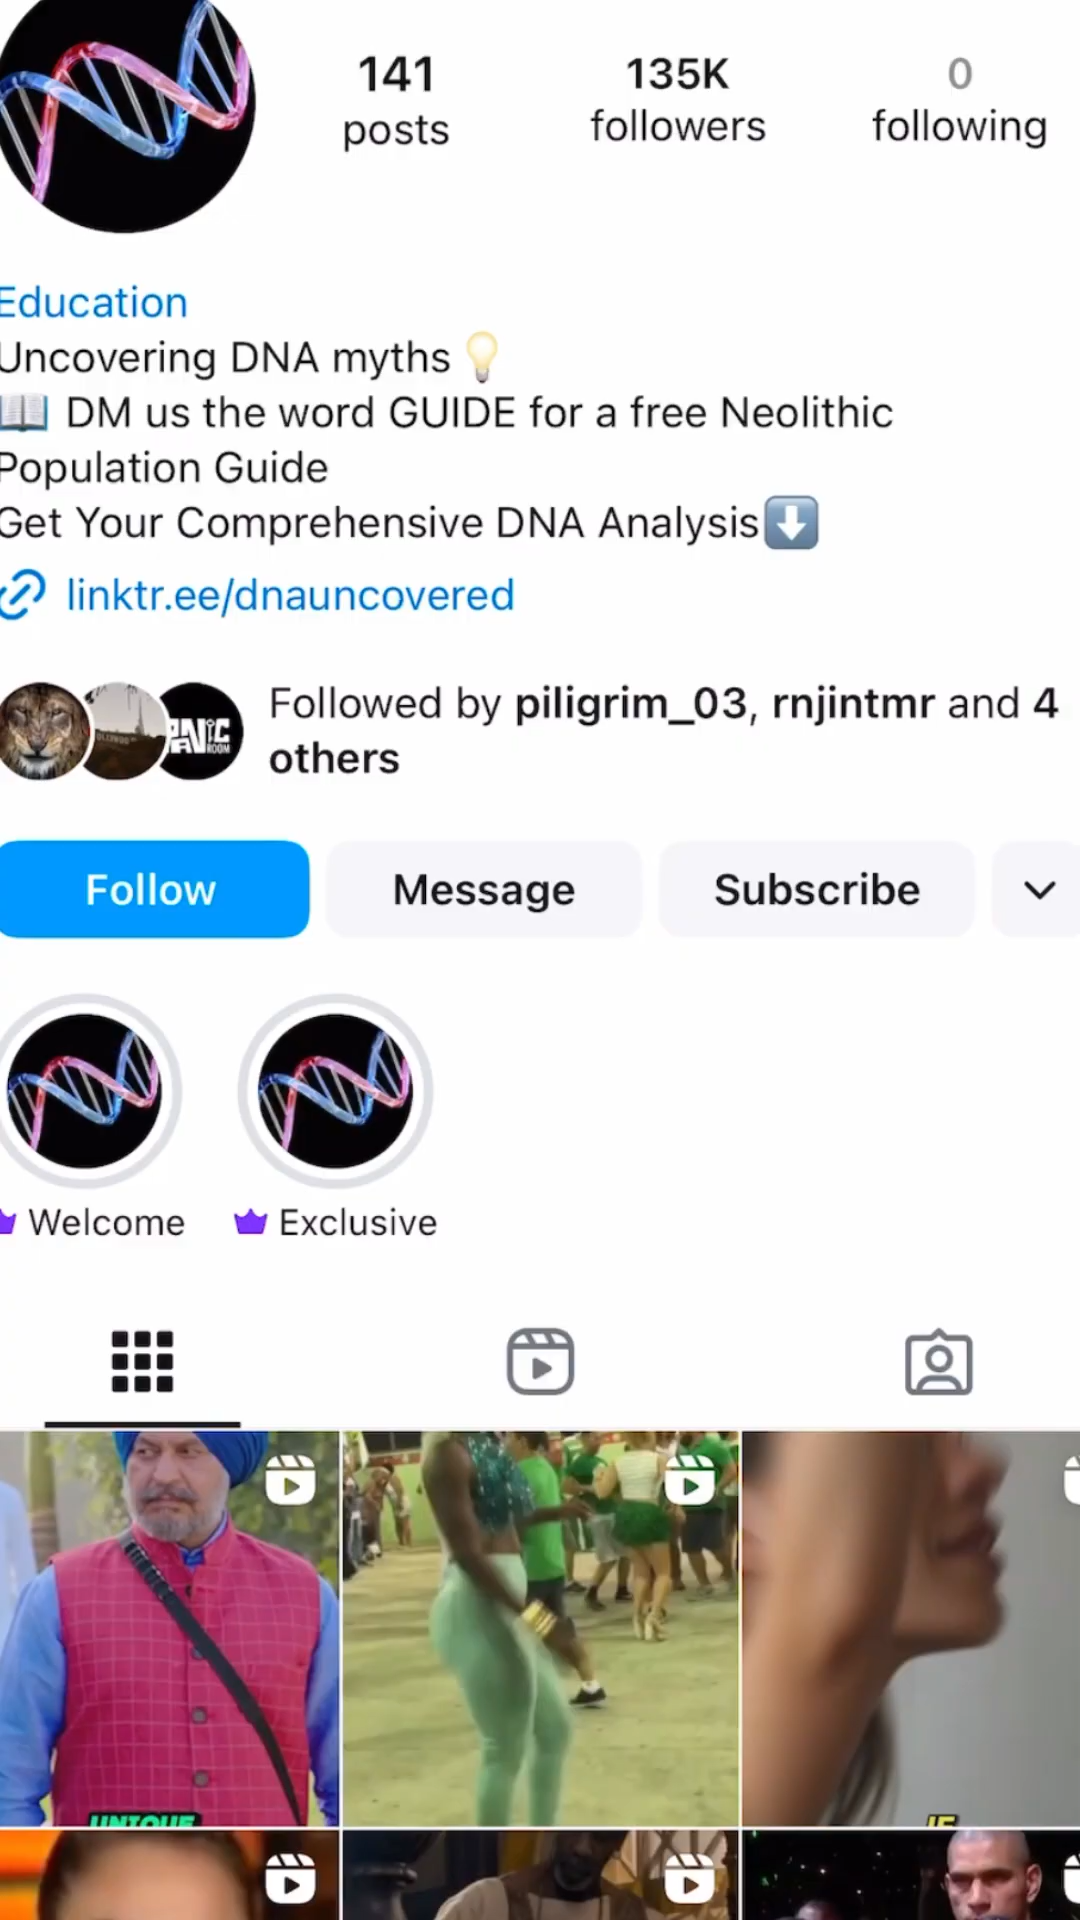 141
posts
135K
followers
0
following
Education
Uncovering DNA myths 💡
📖 DM us the word GUIDE for a free Neolithic
Population Guide
Get Your Comprehensive DNA Analysis⬇️
linktr.ee/dnauncovered
Followed by piligrim_03, rnjintmr and 4
others
Follow
Message
Subscribe
Welcome
Exclusive
UNIQUE
IF